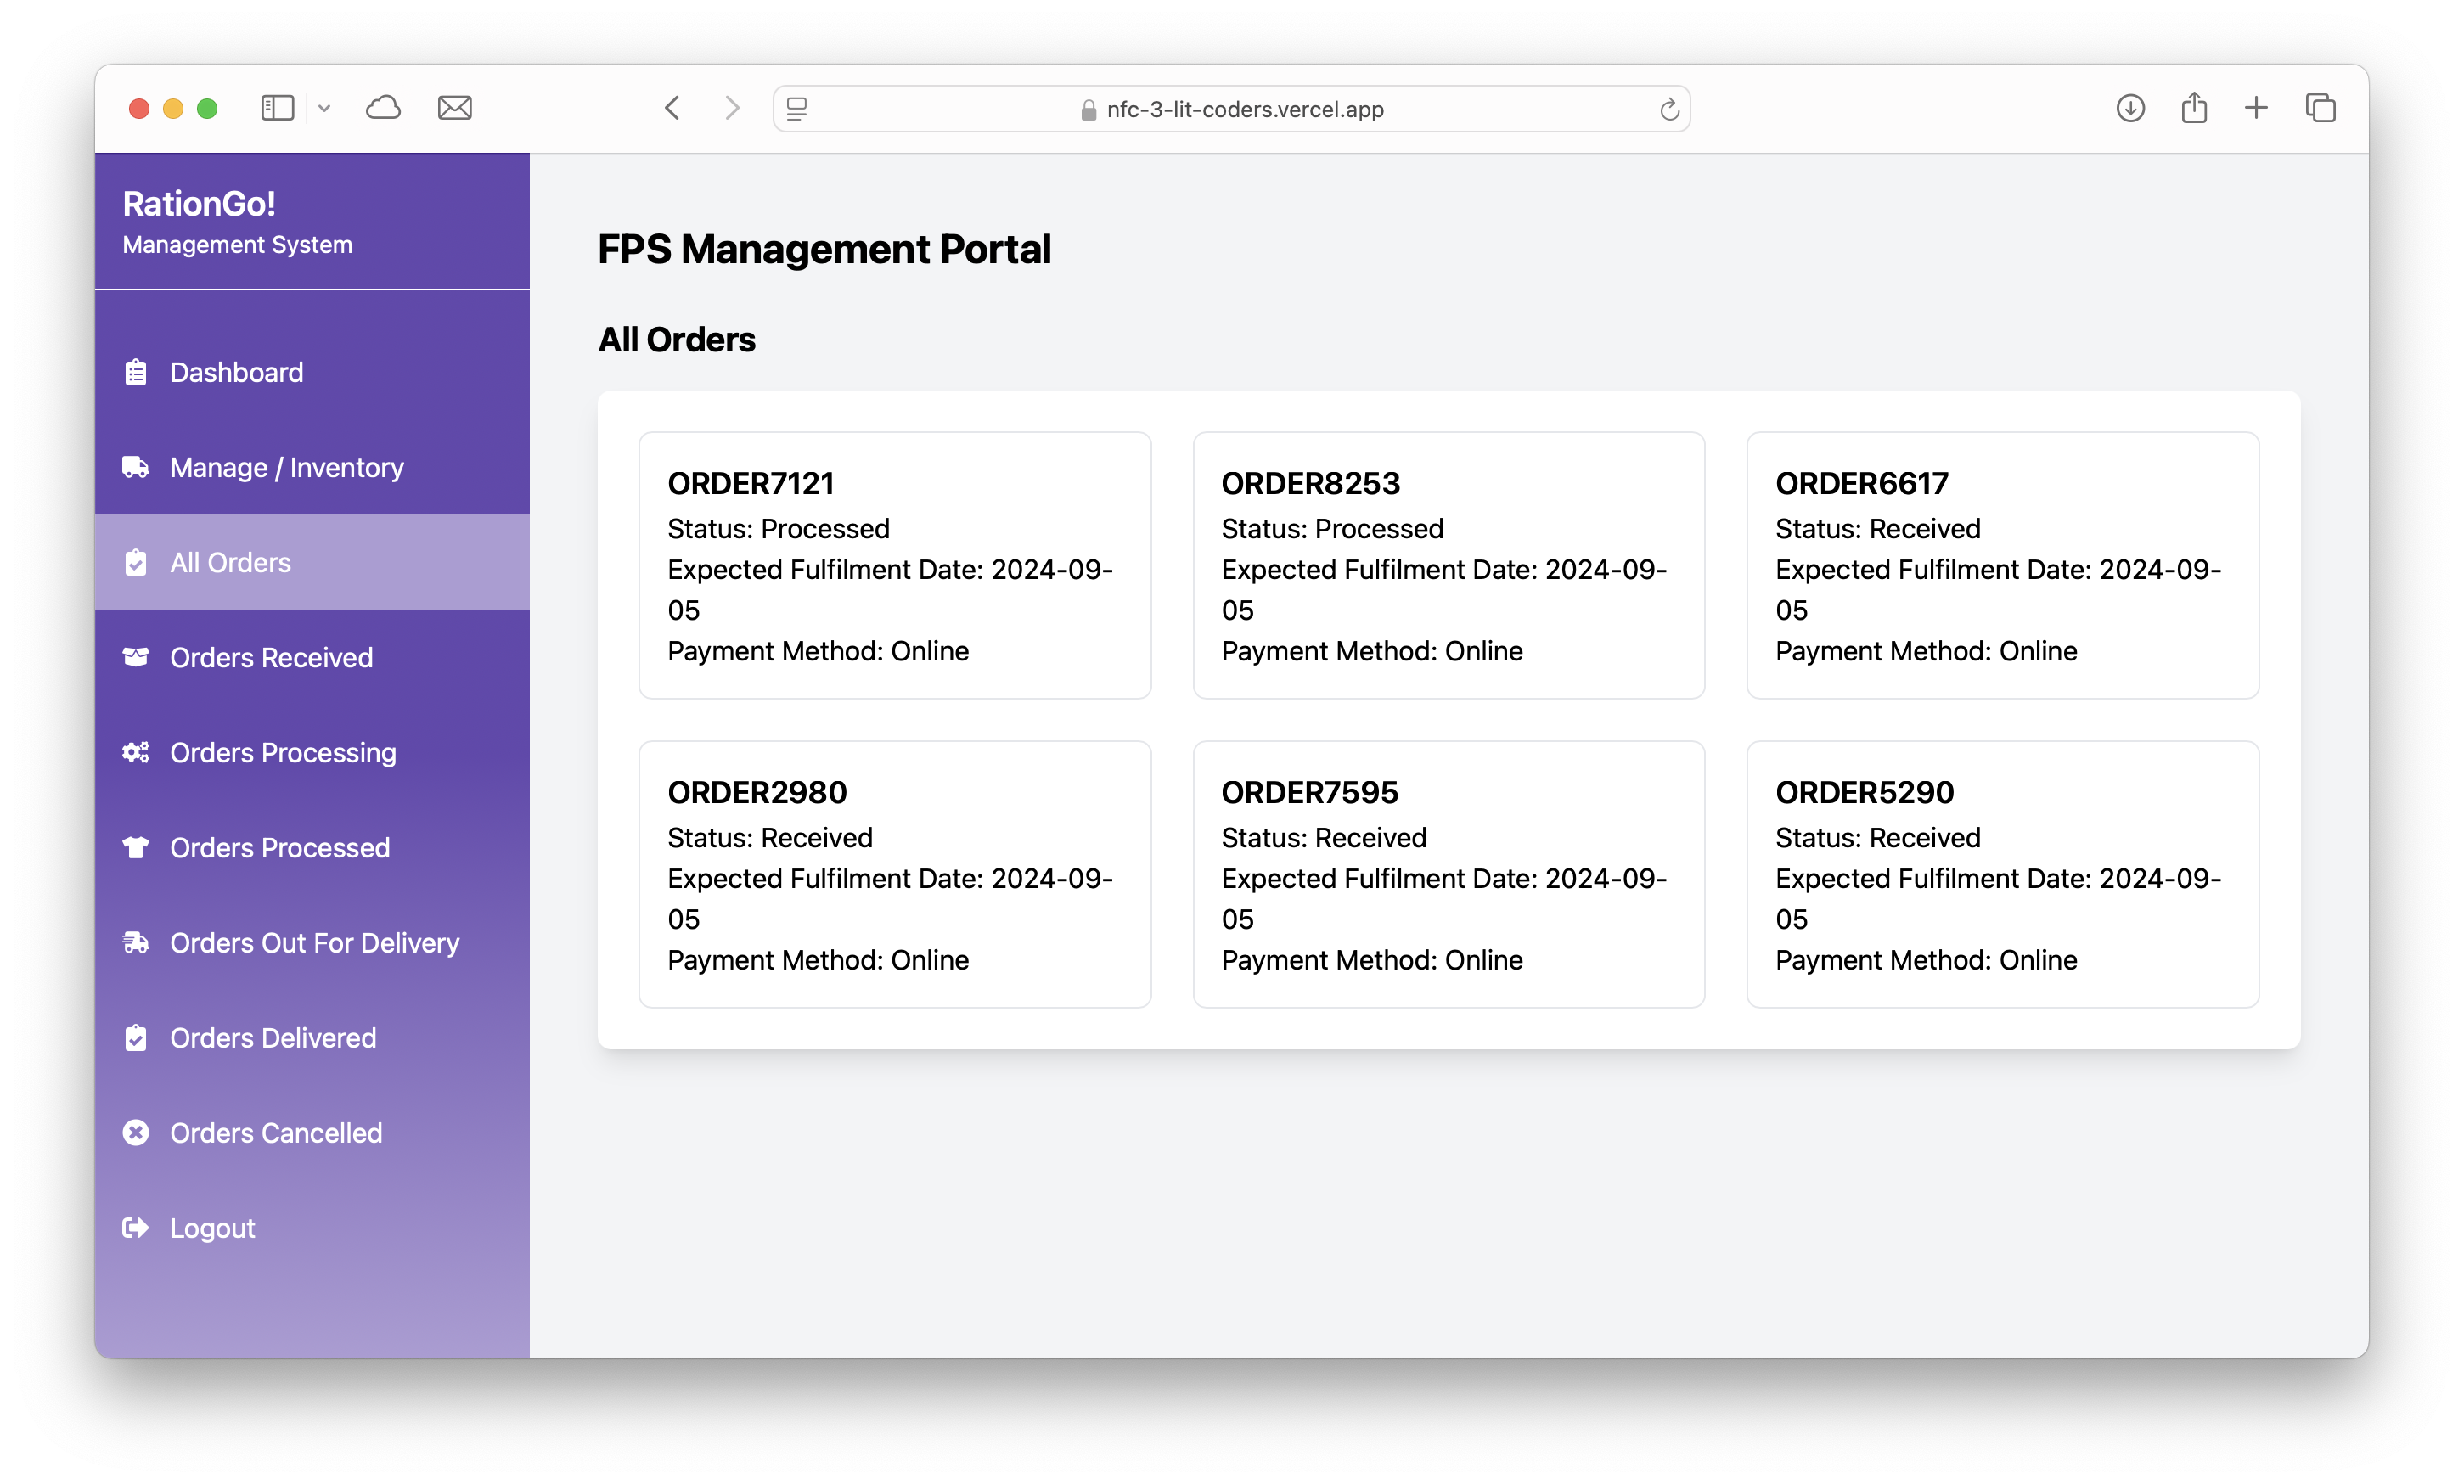 nfc-3-lit-coders.vercel.app
RationGo!
Management System
Dashboard
Manage / Inventory
All Orders
Orders Received
Orders Processing
Orders Processed
Orders Out For Delivery
Orders Delivered
Orders Cancelled
Logout
FPS Management Portal
All Orders
ORDER7121
Status: Processed
Expected Fulfilment Date: 2024-09-
05
Payment Method: Online
ORDER8253
Status: Processed
Expected Fulfilment Date: 2024-09-
05
Payment Method: Online
ORDER6617
Status: Received
Expected Fulfilment Date: 2024-09-
05
Payment Method: Online
ORDER2980
Status: Received
Expected Fulfilment Date: 2024-09-
05
Payment Method: Online
ORDER7595
Status: Received
Expected Fulfilment Date: 2024-09-
05
Payment Method: Online
ORDER5290
Status: Received
Expected Fulfilment Date: 2024-09-
05
Payment Method: Online